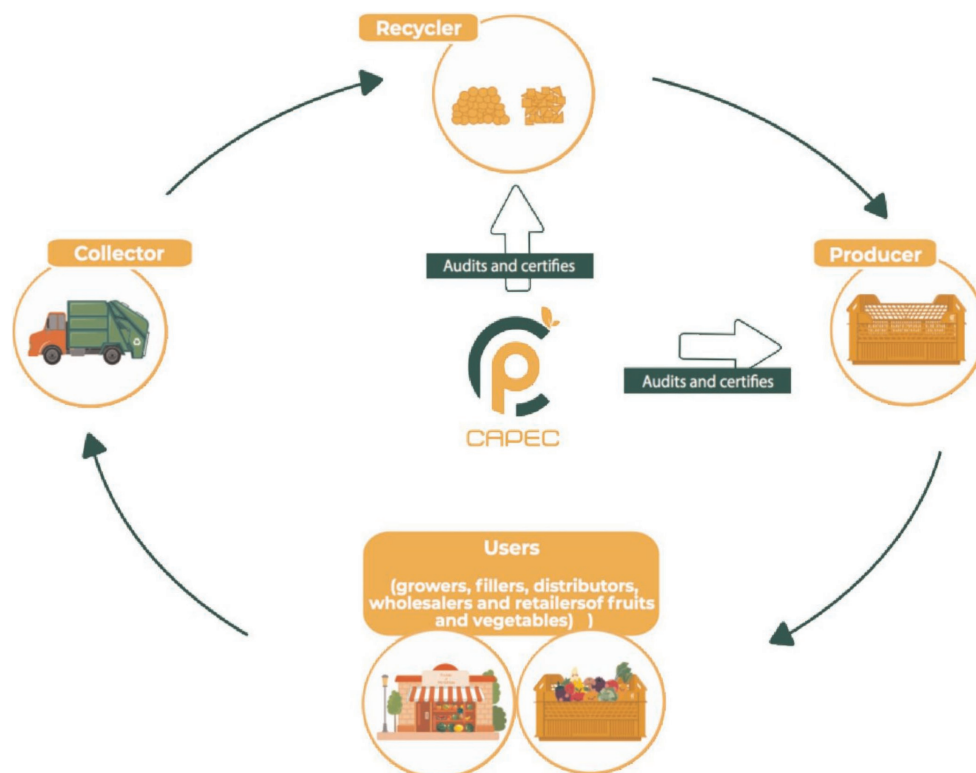 Recycler
Collector
Audits and certifies
Producer
Audits and certifies
CAPEC
Users
(growers, fillers, distributors,
wholesalers and retailersof fruits
and vegetables)   )